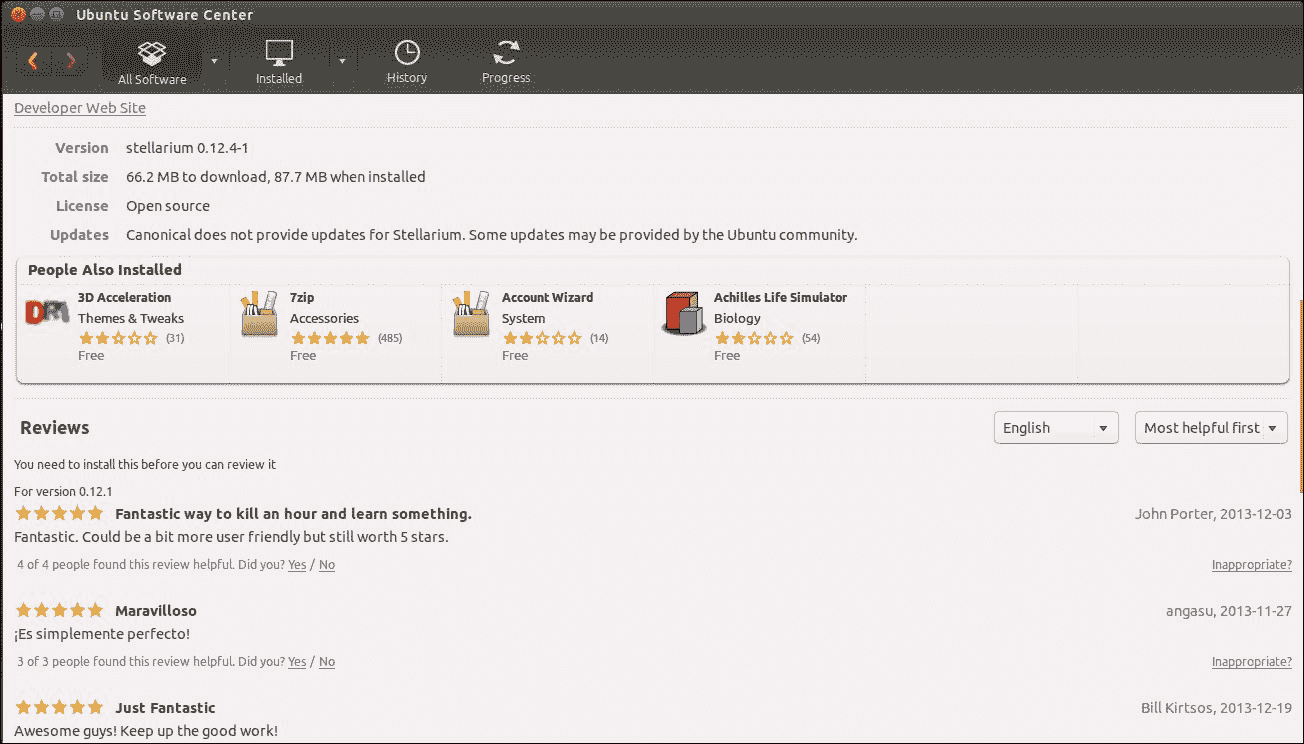 Ubuntu Software Center
All Software
Installed
History
Progress
Developer Web Site
Version stellarium 0.12.4-1
Total size 66.2 MB to download, 87.7 MB when installed
License Open source
Updates Canonical does not provide updates for Stellarium. Some updates may be provided by the Ubuntu community.
People Also Installed
DRI
3D Acceleration
Themes & Tweaks
(31)
Free
7zip
Accessories
(485)
Free
Account Wizard
System
(14)
Free
Achilles Life Simulator
Biology
(54)
Free
Reviews
English
Most helpful first
You need to install this before you can review it
For version 0.12.1
Fantastic way to kill an hour and learn something.
John Porter, 2013-12-03
Fantastic. Could be a bit more user friendly but still worth 5 stars.
4 of 4 people found this review helpful. Did you? Yes / No
Inappropriate?
Maravilloso
angasu, 2013-11-27
¡Es simplemente perfecto!
3 of 3 people found this review helpful. Did you? Yes / No
Inappropriate?
Just Fantastic
Bill Kirtsos, 2013-12-19
Awesome guys! Keep up the good work!